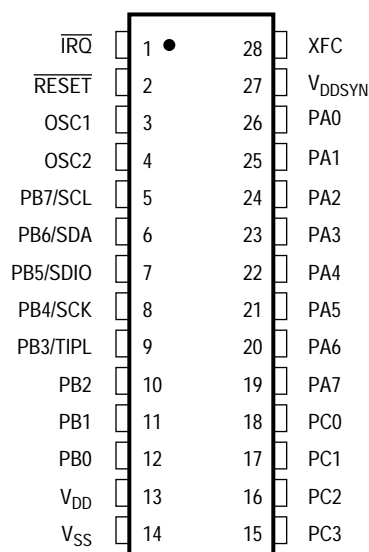 IRQ 1 28 XFC
RESET 2 27 VDDSYN
OSC1 3 26 PA0
OSC2 4 25 PA1
PB7/SCL 5 24 PA2
PB6/SDA 6 23 PA3
PB5/SDIO 7 22 PA4
PB4/SCK 8 21 PA5
PB3/TIPL 9 20 PA6
PB2 10 19 PA7
PB1 11 18 PC0
PB0 12 17 PC1
VDD 13 16 PC2
VSS 14 15 PC3